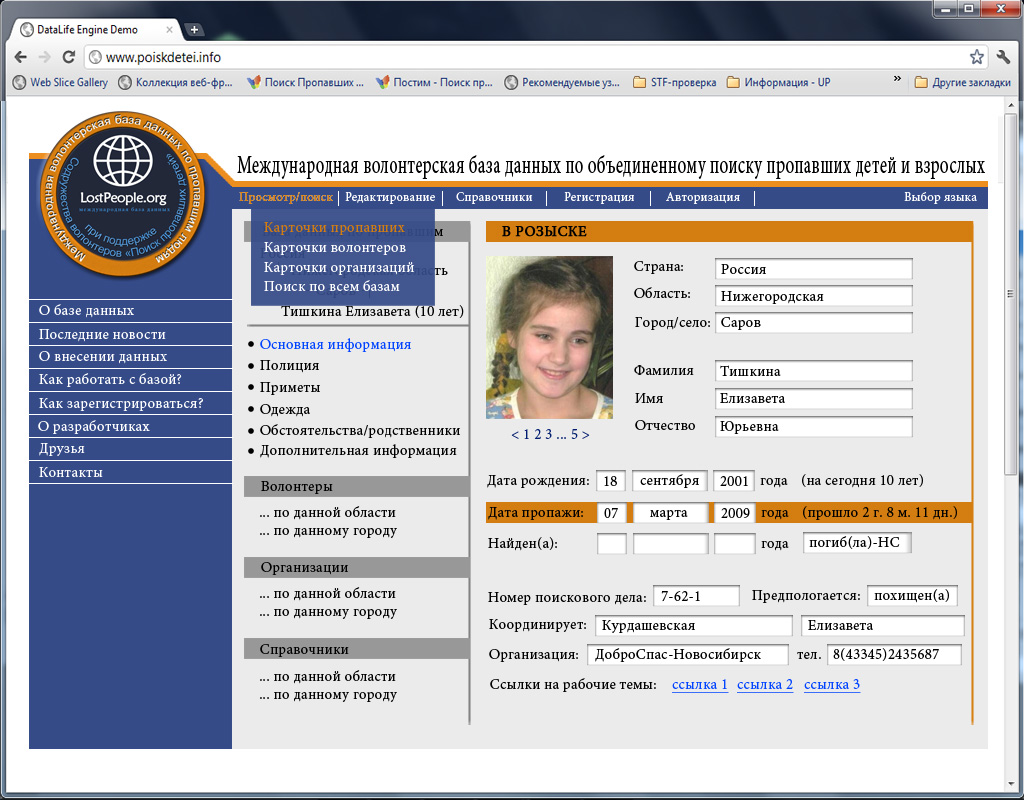 DataLife Engine Demo
www.poiskdetei.info
Web Slice Gallery
Коллекция веб-фр...
Поиск Пропавших ...
Постим - Поиск пр...
Рекомендуемые уз...
STF-проверка
Информация - UP
»
Другие закладки
Международная волонтерская база данных по пропавшим людям
Содружества волонтеров «Поиск пропавших детей»
при поддержке
LostPeople.org
международная база данных
Международная волонтерская база данных по объединенному поиску пропавших детей и взрослых
Просмотр/поиск | Редактирование | Справочники | Регистрация | Авторизация | Выбор языка
Карточки пропавших
Карточки волонтеров
Карточки организаций
Поиск по всем базам
О базе данных
Последние новости
О внесении данных
Как работать с базой?
Как зарегистрироваться?
О разработчиках
Друзья
Контакты
Тишкина Елизавета (10 лет)
• Основная информация
• Полиция
• Приметы
• Одежда
• Обстоятельства/родственники
• Дополнительная информация
Волонтеры
... по данной области
... по данному городу
Организации
... по данной области
... по данному городу
Справочники
... по данной области
... по данному городу
В РОЗЫСКЕ
< 1 2 3 ... 5 >
Страна: Россия
Область: Нижегородская
Город/село: Саров
Фамилия Тишкина
Имя Елизавета
Отчество Юрьевна
Дата рождения: 18 сентября 2001 года (на сегодня 10 лет)
Дата пропажи: 07 марта 2009 года (прошло 2 г. 8 м. 11 дн.)
Найден(а): года погиб(ла)-НС
Номер поискового дела: 7-62-1 Предпологается: похищен(а)
Координирует: Курдашевская Елизавета
Организация: ДоброСпас-Новосибирск тел. 8(43345)2435687
Ссылки на рабочие темы: ссылка 1 ссылка 2 ссылка 3